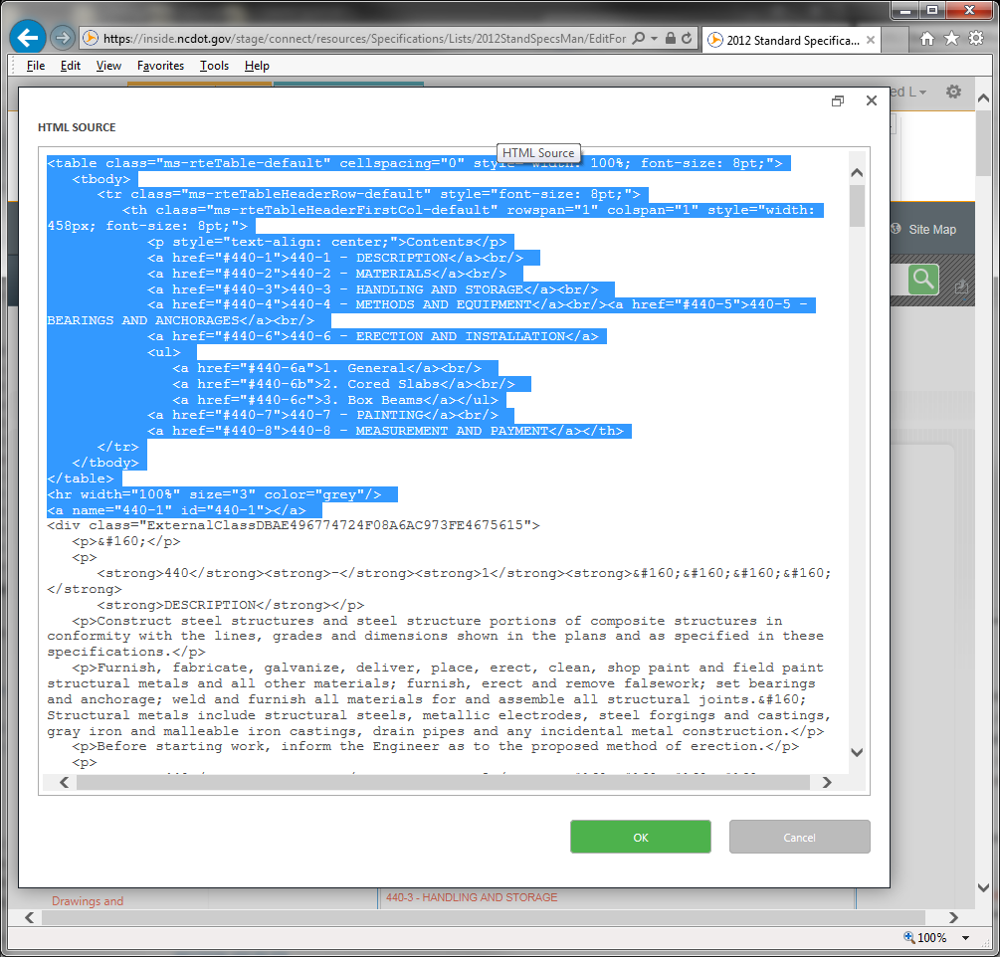 https://inside.ncdot.gov/stage/connect/resources/Specifications/Lists/2012StandSpecsMan/EditFor
2012 Standard Specifica...
File Edit View Favorites Tools Help
ed L
HTML SOURCE
HTML Source
<table class="ms-rteTable-default" cellspacing="0" style="width: 100%; font-size: 8pt;">
<tbody>
<tr class="ms-rteTableHeaderRow-default" style="font-size: 8pt;">
<th class="ms-rteTableHeaderFirstCol-default" rowspan="1" colspan="1" style="width:
458px; font-size: 8pt;">
<p style="text-align: center;">Contents</p>
<a href="#440-1">440-1 - DESCRIPTION</a><br/>
<a href="#440-2">440-2 - MATERIALS</a><br/>
<a href="#440-3">440-3 - HANDLING AND STORAGE</a><br/>
<a href="#440-4">440-4 - METHODS AND EQUIPMENT</a><br/><a href="#440-5">440-5 -
BEARINGS AND ANCHORAGES</a><br/>
<a href="#440-6">440-6 - ERECTION AND INSTALLATION</a>
<ul>
<a href="#440-6a">1. General</a><br/>
<a href="#440-6b">2. Cored Slabs</a><br/>
<a href="#440-6c">3. Box Beams</a></ul>
<a href="#440-7">440-7 - PAINTING</a><br/>
<a href="#440-8">440-8 - MEASUREMENT AND PAYMENT</a></th>
</tr>
</tbody>
</table>
<hr width="100%" size="3" color="grey"/>
<a name="440-1" id="440-1"></a>
<div class="ExternalClassDBAE496774724F08A6AC973FE4675615">
<p>&#160;</p>
<p>
<strong>440</strong><strong>-</strong><strong>1</strong><strong>&#160;&#160;&#160;&#160;
</strong>
<strong>DESCRIPTION</strong></p>
<p>Construct steel structures and steel structure portions of composite structures in
conformity with the lines, grades and dimensions shown in the plans and as specified in these
specifications.</p>
<p>Furnish, fabricate, galvanize, deliver, place, erect, clean, shop paint and field paint
structural metals and all other materials; furnish, erect and remove falsework; set bearings
and anchorage; weld and furnish all materials for and assemble all structural joints.&#160;
Structural metals include structural steels, metallic electrodes, steel forgings and castings,
gray iron and malleable iron castings, drain pipes and any incidental metal construction.</p>
<p>Before starting work, inform the Engineer as to the proposed method of erection.</p>
<p>
Site Map
OK
Cancel
Drawings and
440-3 - HANDLING AND STORAGE
100%